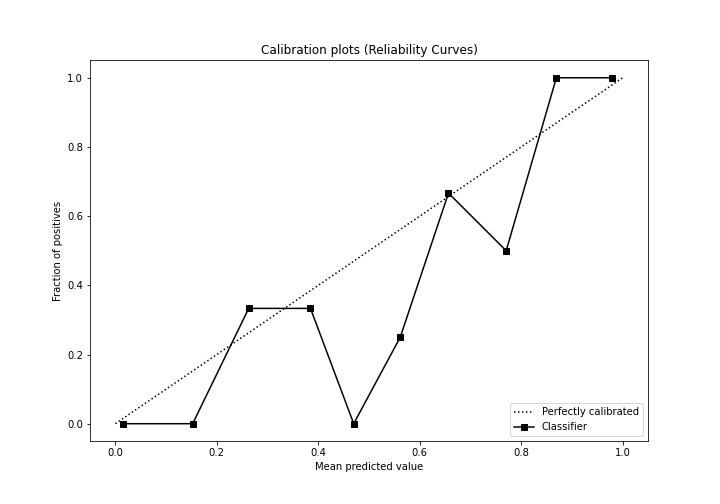 Calibration plots (Reliability Curves)
1.0
0.8
0.6
0.4
0.2
0.0
Fraction of positives
0.0 0.2 0.4 0.6 0.8 1.0
Mean predicted value
Perfectly calibrated
Classifier